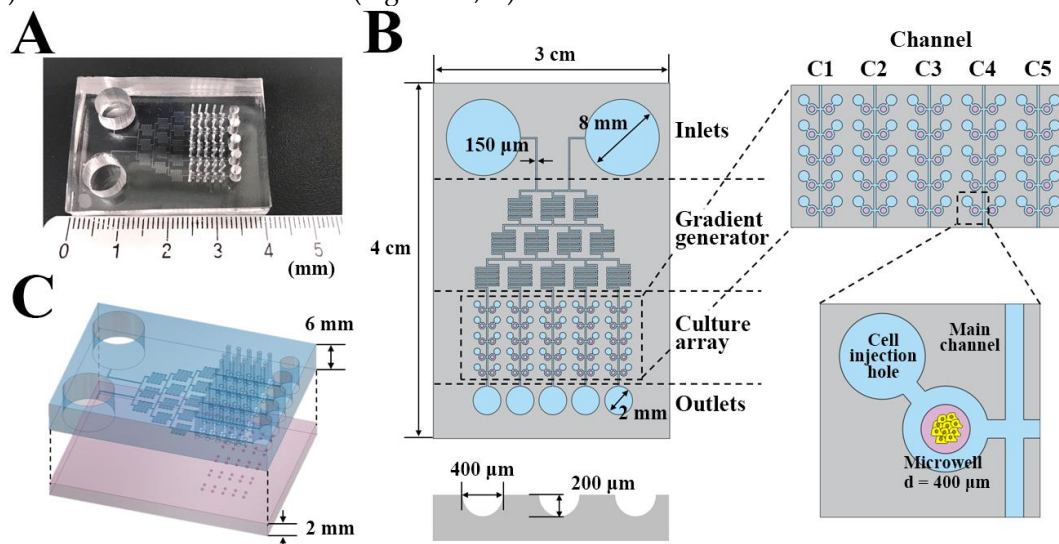 A
0 1 2 3 4 5
(mm)
B
3 cm
4 cm
150 µm
8 mm
Inlets
Gradient
generator
Culture
array
Outlets
2 mm
400 µm
200 µm
Channel
C1 C2 C3 C4 C5
Cell
injection
hole
Main
channel
Microwell
d = 400 µm
C
6 mm
2 mm